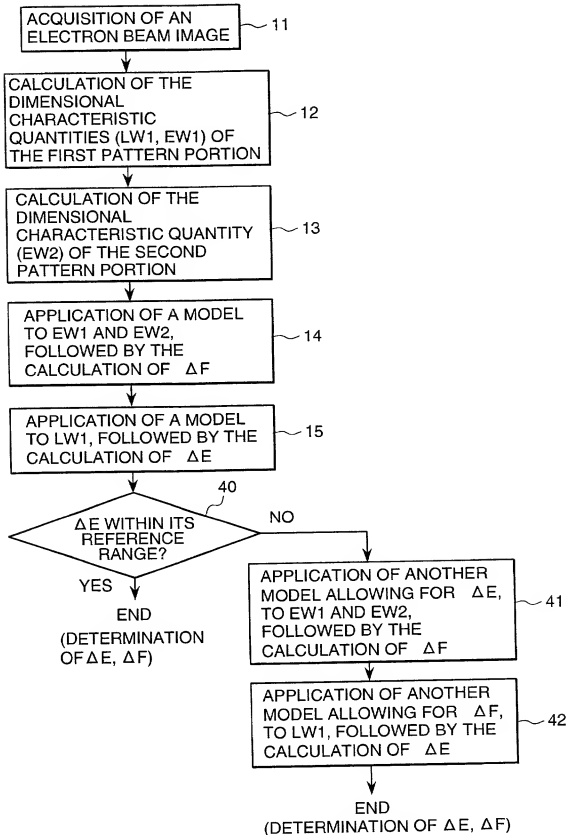 ACQUISITION OF AN
ELECTRON BEAM IMAGE
11
CALCULATION OF THE
DIMENSIONAL
CHARACTERISTIC
QUANTITIES (LW1, EW1) OF
THE FIRST PATTERN PORTION
12
CALCULATION OF THE
DIMENSIONAL
CHARACTERISTIC QUANTITY
(EW2) OF THE SECOND
PATTERN PORTION
13
APPLICATION OF A MODEL
TO EW1 AND EW2,
FOLLOWED BY THE
CALCULATION OF ΔF
14
APPLICATION OF A MODEL
TO LW1, FOLLOWED BY THE
CALCULATION OF ΔE
15
40
ΔE WITHIN ITS
REFERENCE
RANGE?
NO
YES
END
(DETERMINATION
OFΔE, ΔF)
APPLICATION OF ANOTHER
MODEL ALLOWING FOR ΔE,
TO EW1 AND EW2,
FOLLOWED BY THE
CALCULATION OF ΔF
41
APPLICATION OF ANOTHER
MODEL ALLOWING FOR ΔF,
TO LW1, FOLLOWED BY THE
CALCULATION OF ΔE
42
END
(DETERMINATION OF ΔE, ΔF)